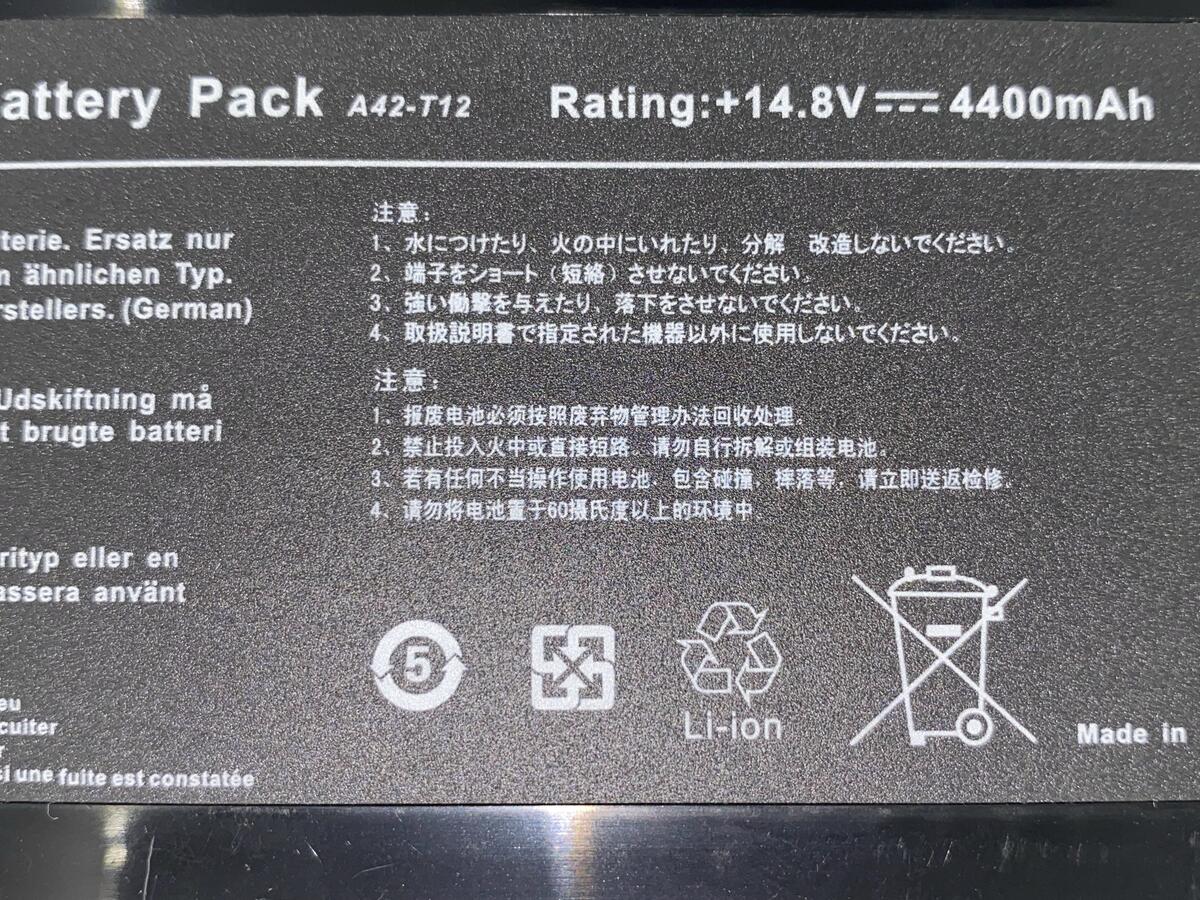 attery Pack A42-T12 Rating:+14.8V 4400mAh
terie. Ersatz nur
n ähnlichen Typ.
rstellers. (German)
Udskiftning må
t brugte batteri
rityp eller en
assera använt
eu
cuiter
r
si une fuite est constatée
注意：
1、水につけたり、火の中にいれたり、分解 改造しないでください。
2、端子をショート（短絡）させないでください。
3、強い働撃を与えたり、落下をさせないでください。
4、取扱説明書で指定された機器以外に使用しないでください。
注意：
1、报废电池必须按照废弃物管理办法回收处理。
2、禁止投入火中或直接短路．请勿自行拆解或组装电池。
3、若有任何不当操作使用电池．包含碰撞，摔落等，请立即送返检修．
4、请勿将电池置于60摄氏度以上的环境中
5
Li-ion
Made in